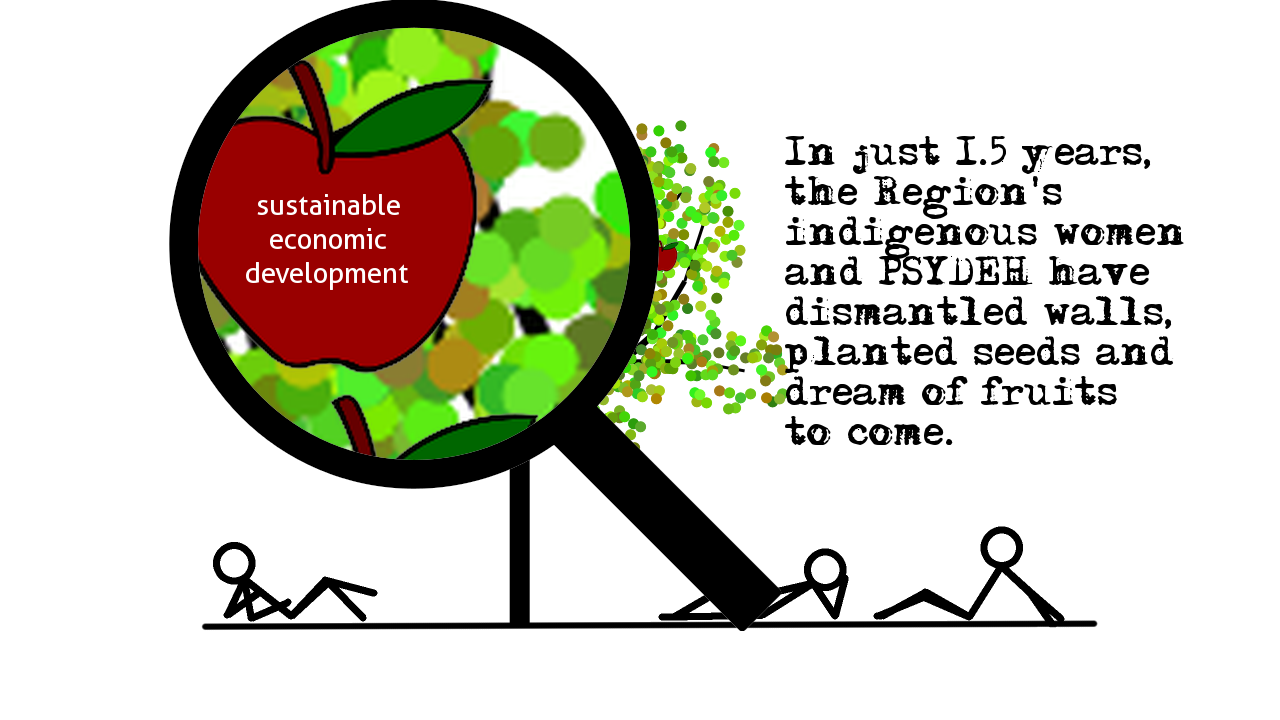 sustainable
economic
development
In just 1.5 years,
the Region's
indigenous women
and PSYDEH have
dismantled walls,
planted seeds and
dream of fruits
to come.